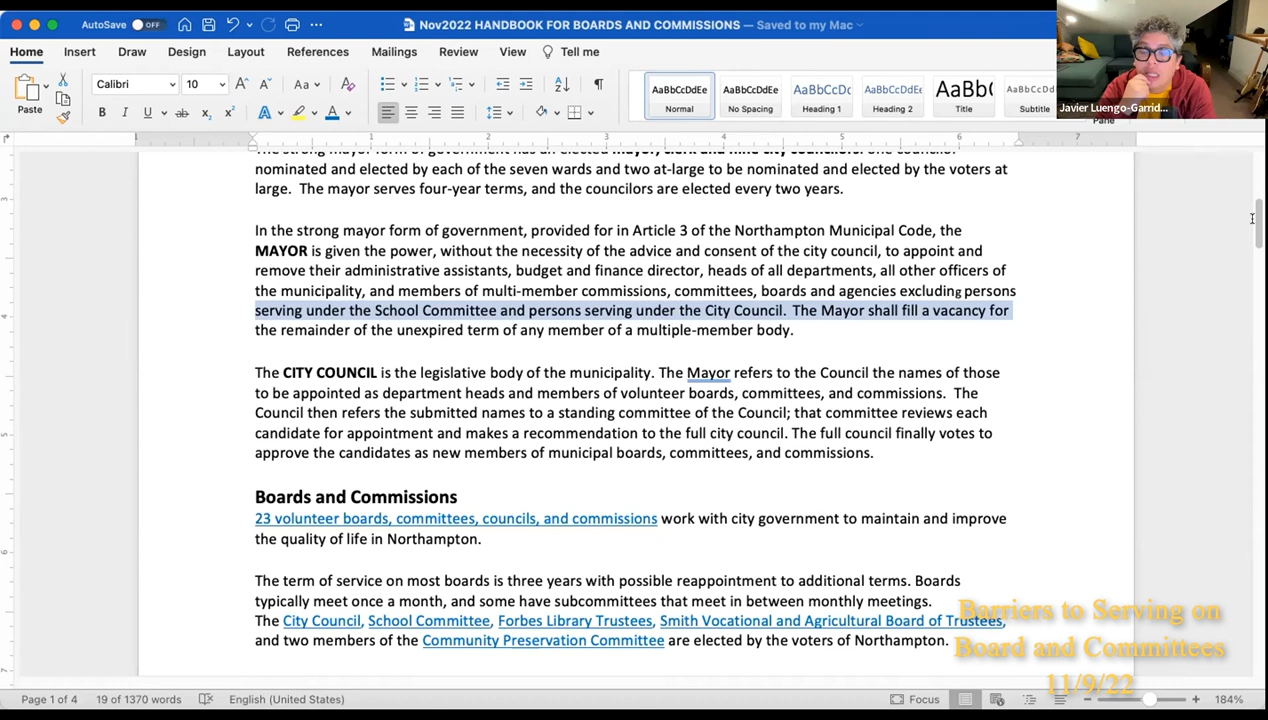 AutoSave OFF
Nov2022 HANDBOOK FOR BOARDS AND COMMISSIONS — Saved to my Mac
Home Insert Draw Design Layout References Mailings Review View Tell me
Paste
Calibri 10
AaBbCcDdEe AaBbCcDdEe AaBbCcDc AaBbCcDdEe AaBb( AaBbCcDdEe
Normal No Spacing Heading 1 Heading 2 Title Subtitle
Pane
Javier Luengo-Garrid...
1 1 2 3 4 5 6 7
nominated and elected by each of the seven wards and two at-large to be nominated and elected by the voters at
large. The mayor serves four-year terms, and the councilors are elected every two years.
In the strong mayor form of government, provided for in Article 3 of the Northampton Municipal Code, the
MAYOR is given the power, without the necessity of the advice and consent of the city council, to appoint and
remove their administrative assistants, budget and finance director, heads of all departments, all other officers of
the municipality, and members of multi-member commissions, committees, boards and agencies excluding persons
serving under the School Committee and persons serving under the City Council. The Mayor shall fill a vacancy for
the remainder of the unexpired term of any member of a multiple-member body.
The CITY COUNCIL is the legislative body of the municipality. The Mayor refers to the Council the names of those
to be appointed as department heads and members of volunteer boards, committees, and commissions. The
Council then refers the submitted names to a standing committee of the Council; that committee reviews each
candidate for appointment and makes a recommendation to the full city council. The full council finally votes to
approve the candidates as new members of municipal boards, committees, and commissions.
Boards and Commissions
23 volunteer boards, committees, councils, and commissions work with city government to maintain and improve
the quality of life in Northampton.
The term of service on most boards is three years with possible reappointment to additional terms. Boards
typically meet once a month, and some have subcommittees that meet in between monthly meetings.
The City Council, School Committee, Forbes Library Trustees, Smith Vocational and Agricultural Board of Trustees,
and two members of the Community Preservation Committee are elected by the voters of Northampton.
Barriers to Serving on
Board and Committees
11/9/22
Page 1 of 4 19 of 1370 words English (United States) Focus 184%